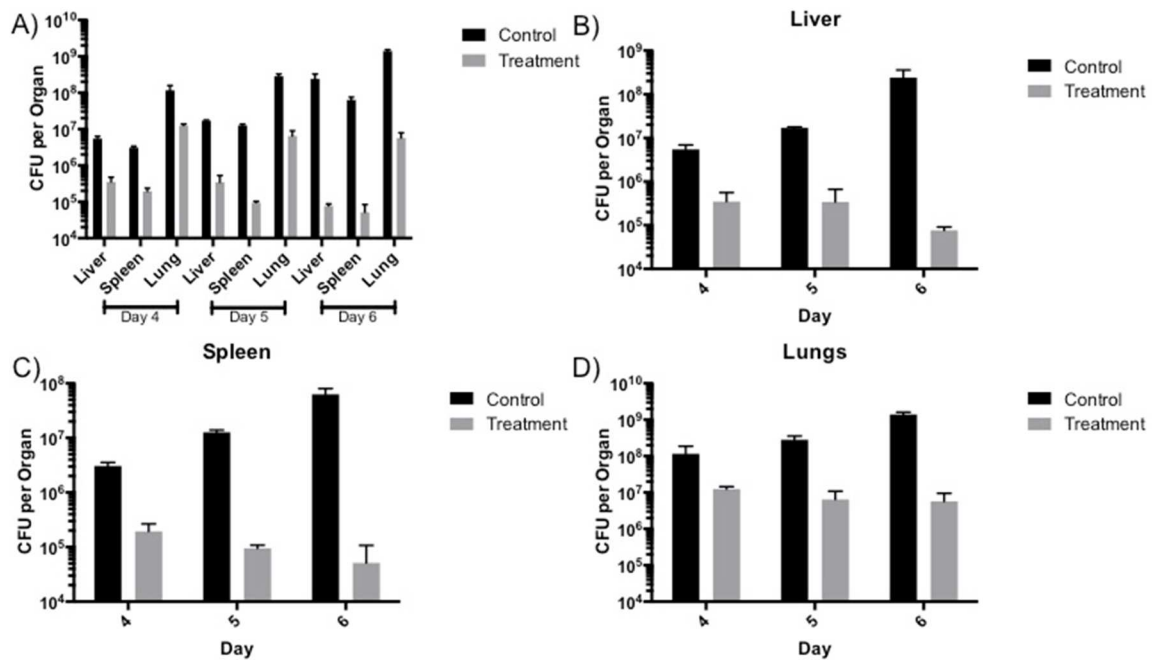 A)
10^10
10^9
10^8
10^7
10^6
10^5
10^4
CFU per Organ
Liver
Spleen
Lung
Liver
Spleen
Lung
Liver
Spleen
Lung
Day 4
Day 5
Day 6
Control
Treatment
B)
Liver
10^9
10^8
10^7
10^6
10^5
10^4
CFU per Organ
4
5
6
Day
Control
Treatment
C)
Spleen
10^8
10^7
10^6
10^5
10^4
CFU per Organ
4
5
6
Day
Control
Treatment
D)
Lungs
10^10
10^9
10^8
10^7
10^6
10^5
10^4
CFU per Organ
4
5
6
Day
Control
Treatment